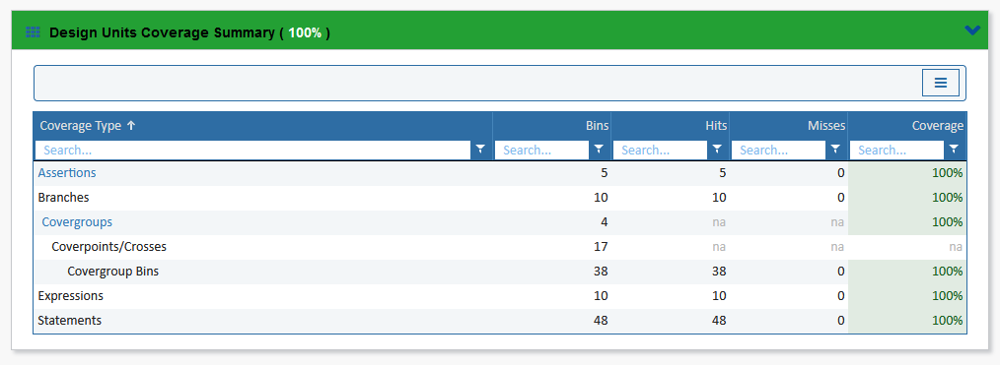 Design Units Coverage Summary ( 100% )
Coverage Type Bins Hits Misses Coverage
Search... Search... Search... Search... Search...
Assertions 5 5 0 100%
Branches 10 10 0 100%
Covergroups 4 na na 100%
Coverpoints/Crosses 17 na na na
Covergroup Bins 38 38 0 100%
Expressions 10 10 0 100%
Statements 48 48 0 100%